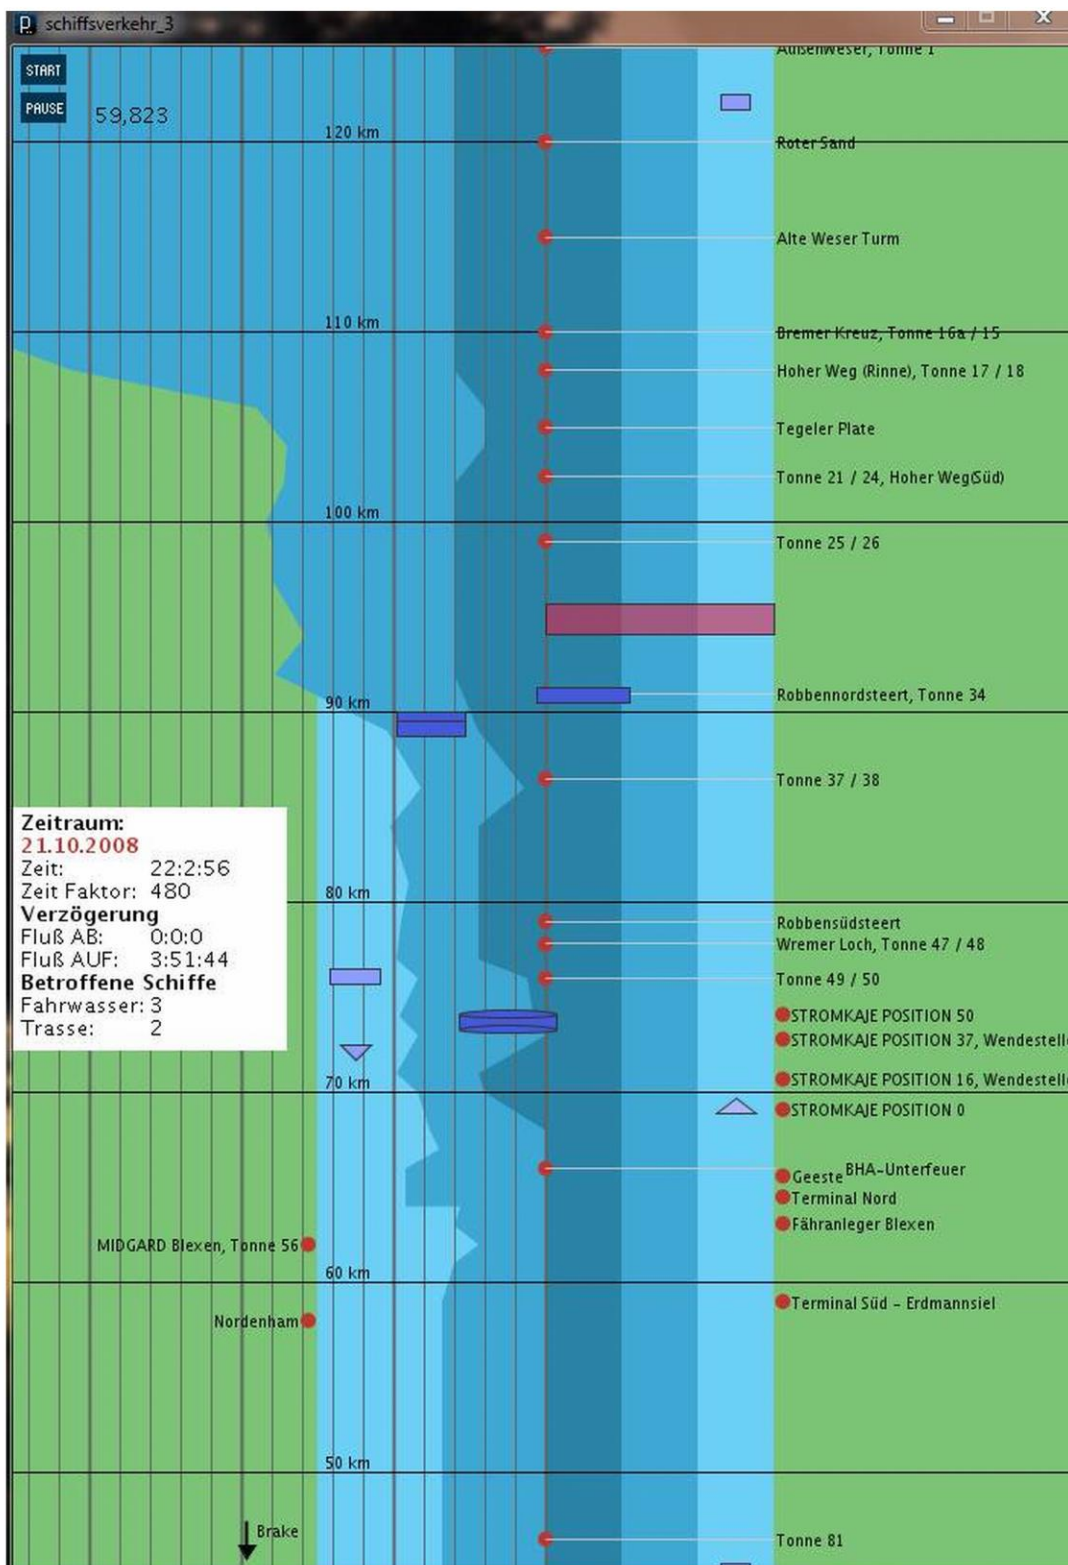 schiffsverkehr_3
Außenweser, Tonne 1
START
PAUSE
59,823
120 km
Roter Sand
Alte Weser Turm
110 km
Bremer Kreuz, Tonne 16a / 15
Hoher Weg (Rinne), Tonne 17 / 18
Tegeler Plate
Tonne 21 / 24, Hoher Weg(Süd)
100 km
Tonne 25 / 26
Robbennordsteert, Tonne 34
90 km
Tonne 37 / 38
Zeitraum:
21.10.2008
Zeit: 22:2:56
Zeit Faktor: 480
Verzögerung
Fluß AB: 0:0:0
Fluß AUF: 3:51:44
Betroffene Schiffe
Fahrwasser: 3
Trasse: 2
80 km
Robbensüdsteert
Wremer Loch, Tonne 47 / 48
Tonne 49 / 50
STROMKAJE POSITION 50
STROMKAJE POSITION 37, Wendestell
STROMKAJE POSITION 16, Wendestell
70 km
STROMKAJE POSITION 0
BHA-Unterfeuer
Geeste
Terminal Nord
Fähranleger Blexen
MIDGARD Blexen, Tonne 56
60 km
Terminal Süd - Erdmannsiel
Nordenham
50 km
Brake
Tonne 81